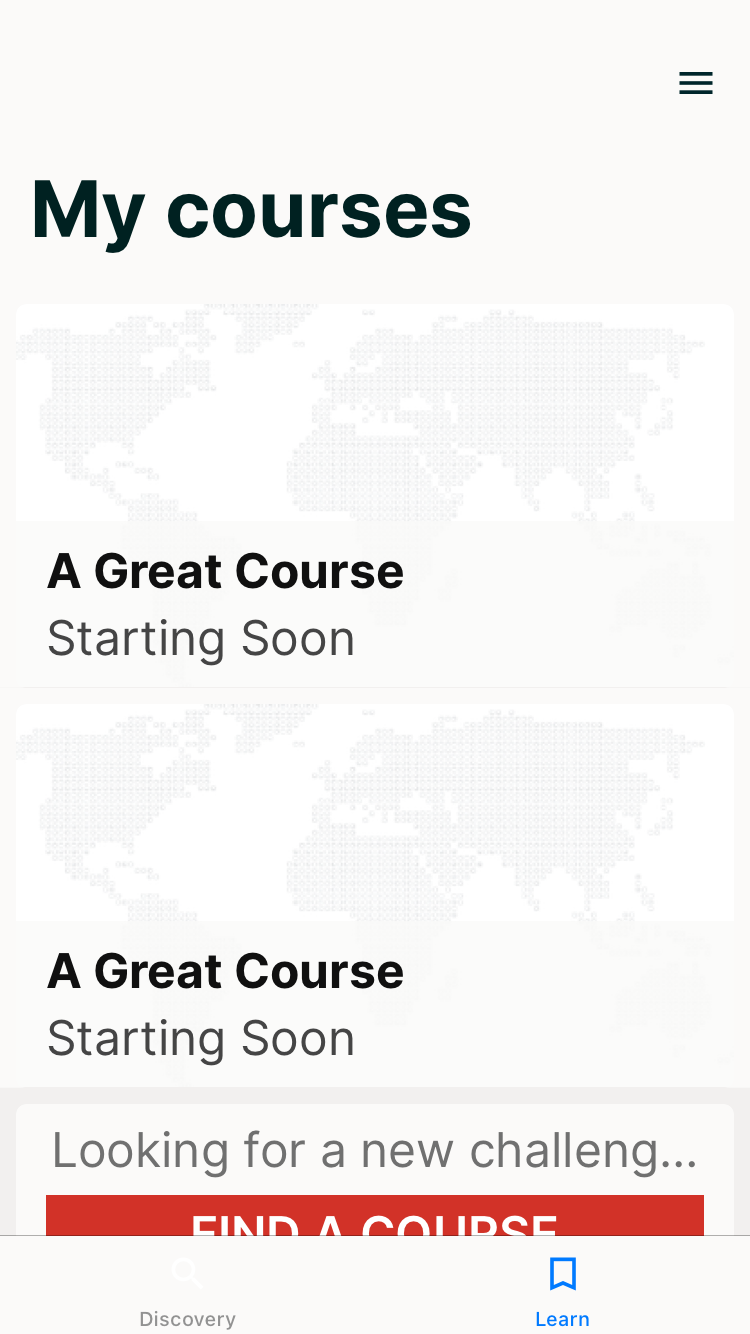 My courses
A Great Course
Starting Soon
A Great Course
Starting Soon
Looking for a new challeng...
FIND A COURSE
Discovery
Learn